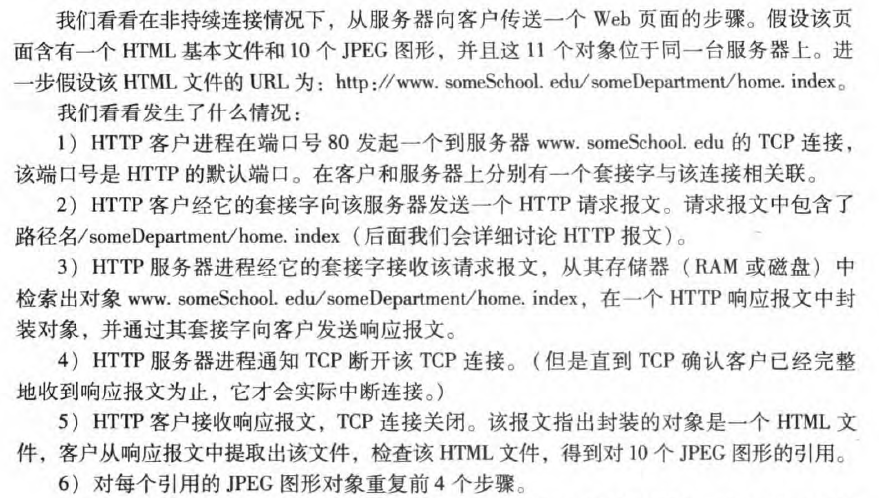 我们看看在非持续连接情况下，从服务器向客户传送一个 Web 页面的步骤。假设该页
面含有一个 HTML 基本文件和 10 个 JPEG 图形，并且这 11 个对象位于同一台服务器上。进
一步假设该 HTML 文件的 URL 为：http://www. someSchool. edu/someDepartment/home. index。
我们看看发生了什么情况：
1）HTTP 客户进程在端口号 80 发起一个到服务器 www. someSchool. edu 的 TCP 连接，
该端口号是 HTTP 的默认端口。在客户和服务器上分别有一个套接字与该连接相关联。
2）HTTP 客户经它的套接字向该服务器发送一个 HTTP 请求报文。请求报文中包含了
路径名/someDepartment/home. index（后面我们会详细讨论 HTTP 报文）。
3）HTTP 服务器进程经它的套接字接收该请求报文，从其存储器（RAM 或磁盘）中
检索出对象 www. someSchool. edu/someDepartment/home. index，在一个 HTTP 响应报文中封
装对象，并通过其套接字向客户发送响应报文。
4）HTTP 服务器进程通知 TCP 断开该 TCP 连接。（但是直到 TCP 确认客户已经完整
地收到响应报文为止，它才会实际中断连接。）
5）HTTP 客户接收响应报文，TCP 连接关闭。该报文指出封装的对象是一个 HTML 文
件，客户从响应报文中提取出该文件，检查该 HTML 文件，得到对 10 个 JPEG 图形的引用。
6）对每个引用的 JPEG 图形对象重复前 4 个步骤。